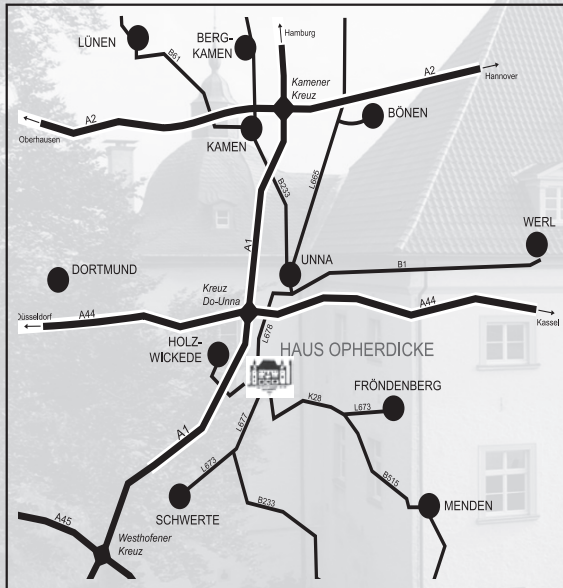 Hamburg
LÜNEN
BERG-
KAMEN
B61
A2
Hannover
Kamener
Kreuz
A2
BÖNEN
Oberhausen
KAMEN
B233
L665
WERL
A1
UNNA
B1
DORTMUND
Kreuz
Do-Unna
Düsseldorf
A44
A44
Kassel
L678
HOLZ-
WICKEDE
HAUS OPHERDICKE
FRÖNDENBERG
K28
L673
A1
L677
L673
B515
SCHWERTE
B233
MENDEN
A45
Westhofener
Kreuz